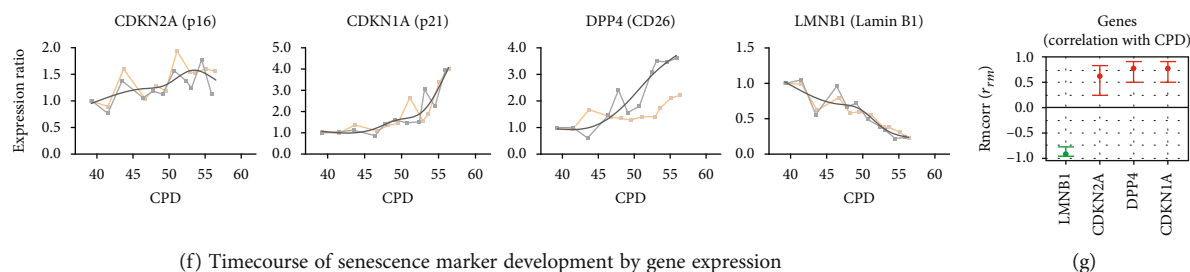 CDKN2A (p16)
CDKN1A (p21)
DPP4 (CD26)
LMNB1 (Lamin B1)
Genes
(correlation with CPD)
Expression ratio
2.0
1.5
1.0
0.5
0.0
40 45 50 55 60
CPD
5.0
4.0
3.0
2.0
1.0
0.0
40 45 50 55 60
CPD
4.0
3.0
2.0
1.0
0.0
40 45 50 55 60
CPD
1.5
1.0
0.5
0.0
40 45 50 55 60
CPD
Rmcorr (r_rm)
1.0
0.5
0.0
−0.5
−1.0
LMNB1
CDKN2A
DPP4
CDKN1A
(f) Timecourse of senescence marker development by gene expression
(g)